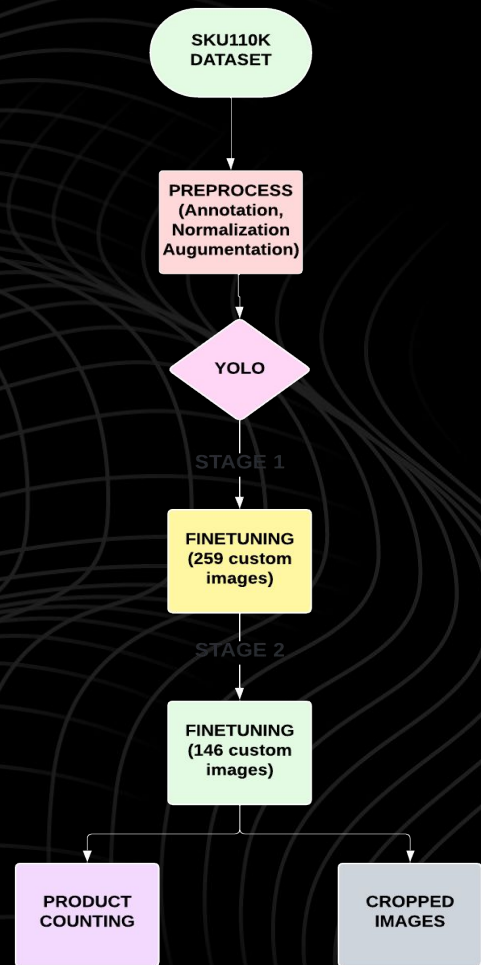 SKU110K
DATASET
PREPROCESS
(Annotation,
Normalization
Augumentation)
YOLO
STAGE 1
FINETUNING
(259 custom
images)
STAGE 2
FINETUNING
(146 custom
images)
PRODUCT
COUNTING
CROPPED
IMAGES